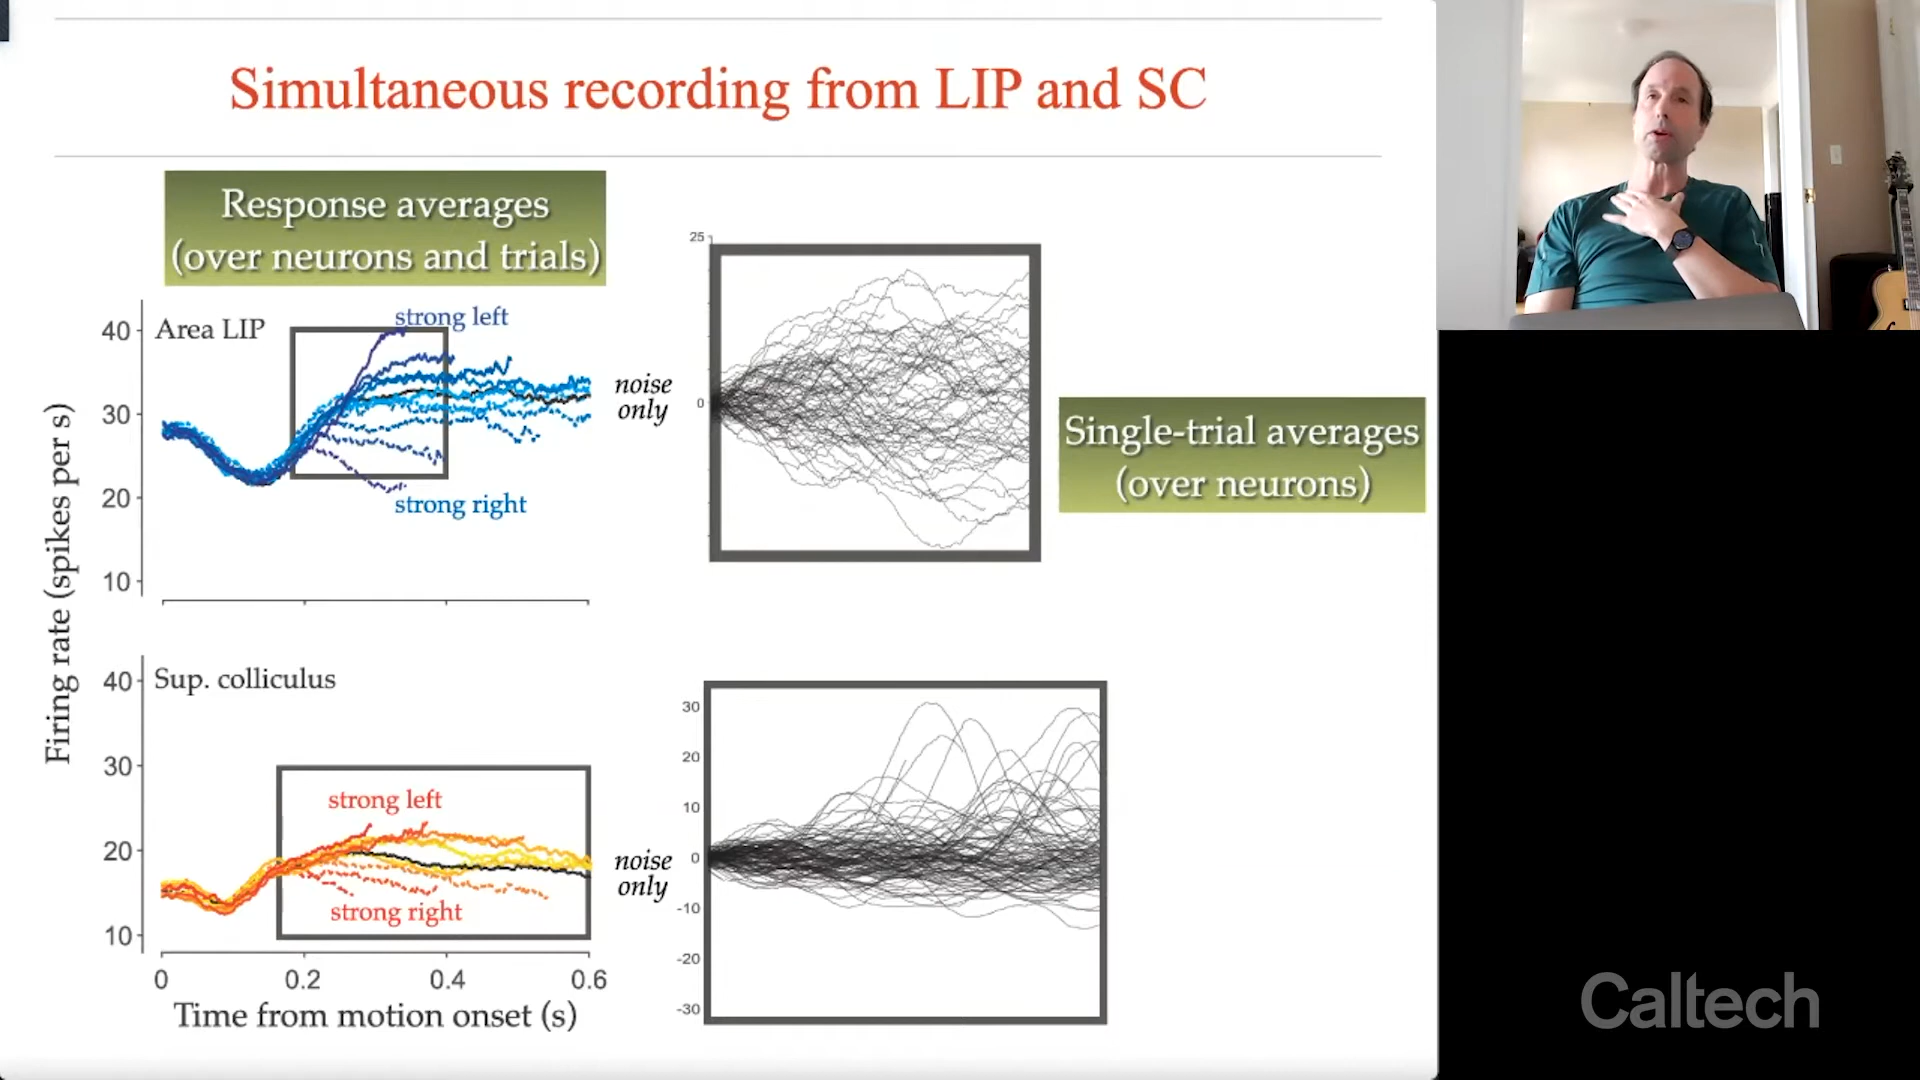 Simultaneous recording from LIP and SC
Response averages
(over neurons and trials)
Firing rate (spikes per s)
40
30
20
10
Area LIP
strong left
strong right
noise
only
25
0
Single-trial averages
(over neurons)
40
30
20
10
Sup. colliculus
strong left
strong right
0
0.2
0.4
0.6
Time from motion onset (s)
noise
only
30
20
10
0
-10
-20
-30
Caltech